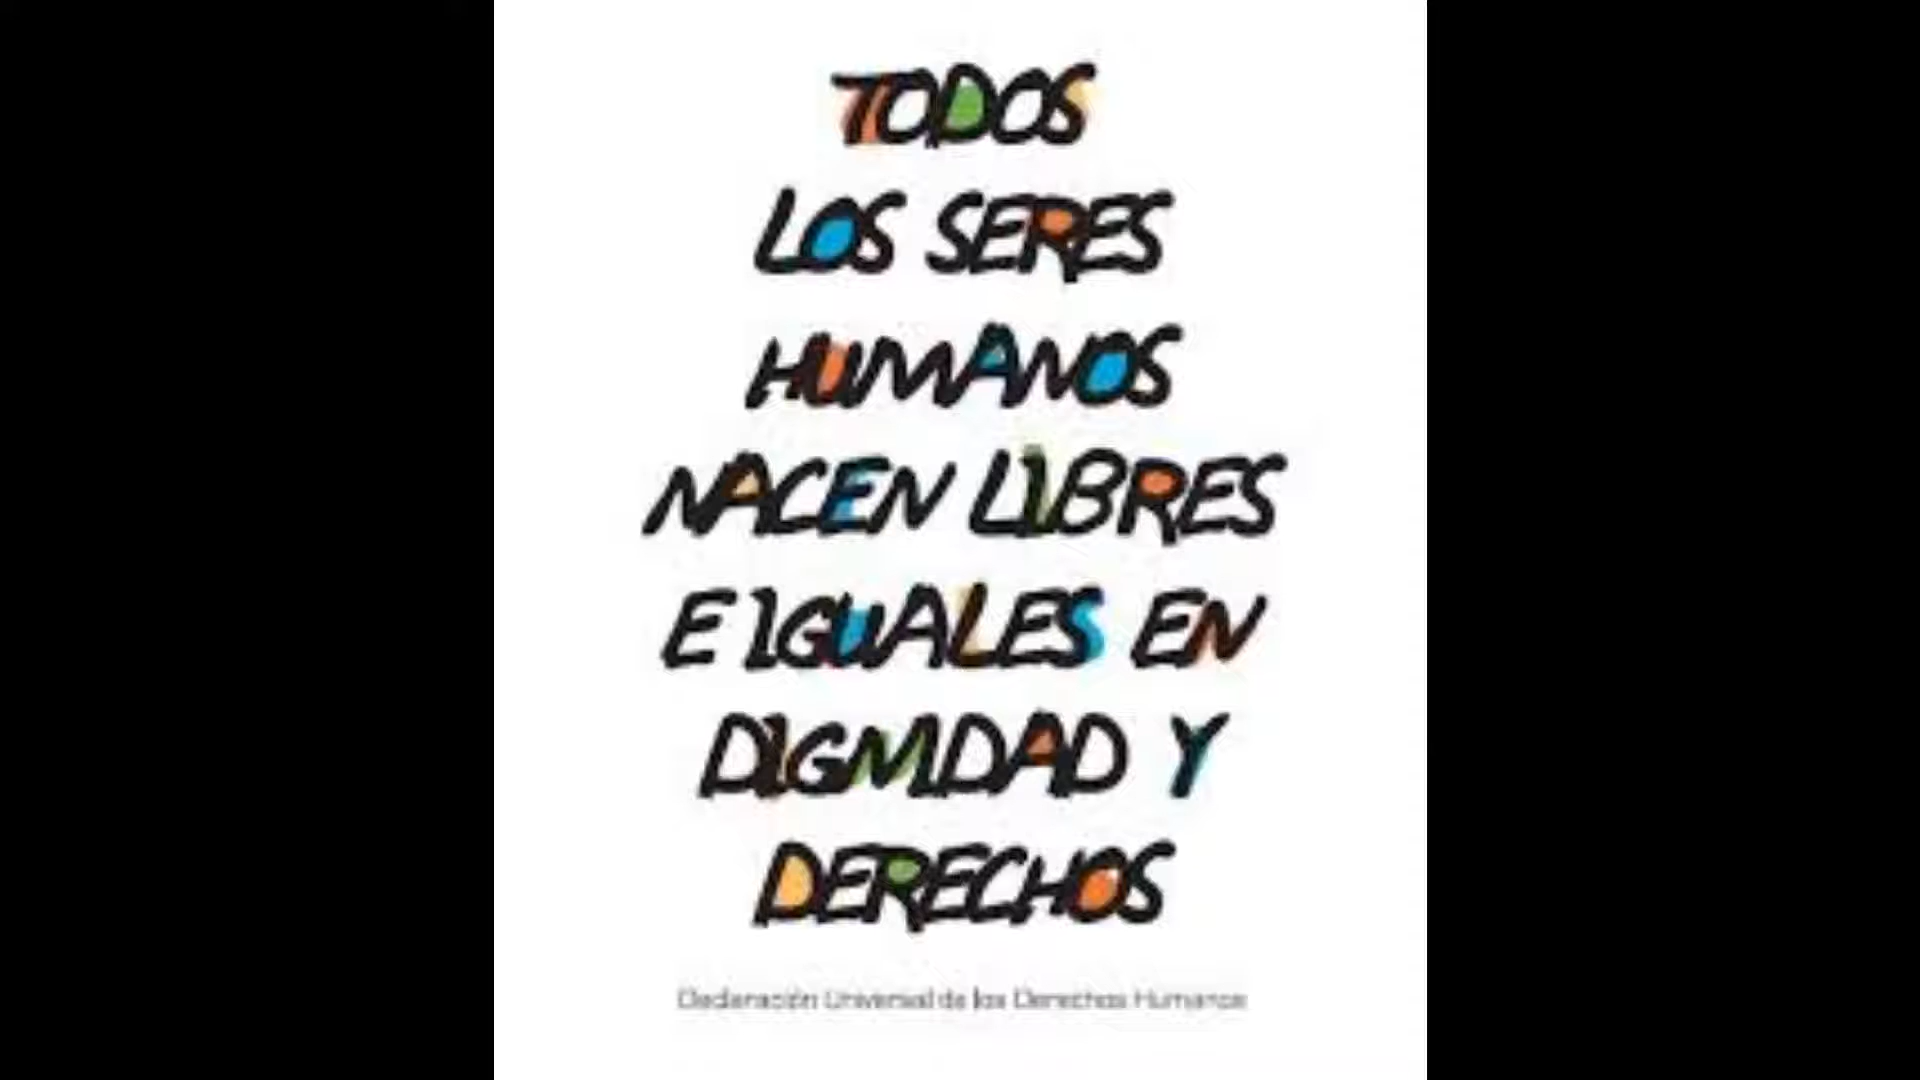 TODOS
LOS SERES
HUMANOS
NACEN LIBRES
E IGUALES EN
DIGNIDAD Y
DERECHOS
Declaración Universal de los Derechos Humanos